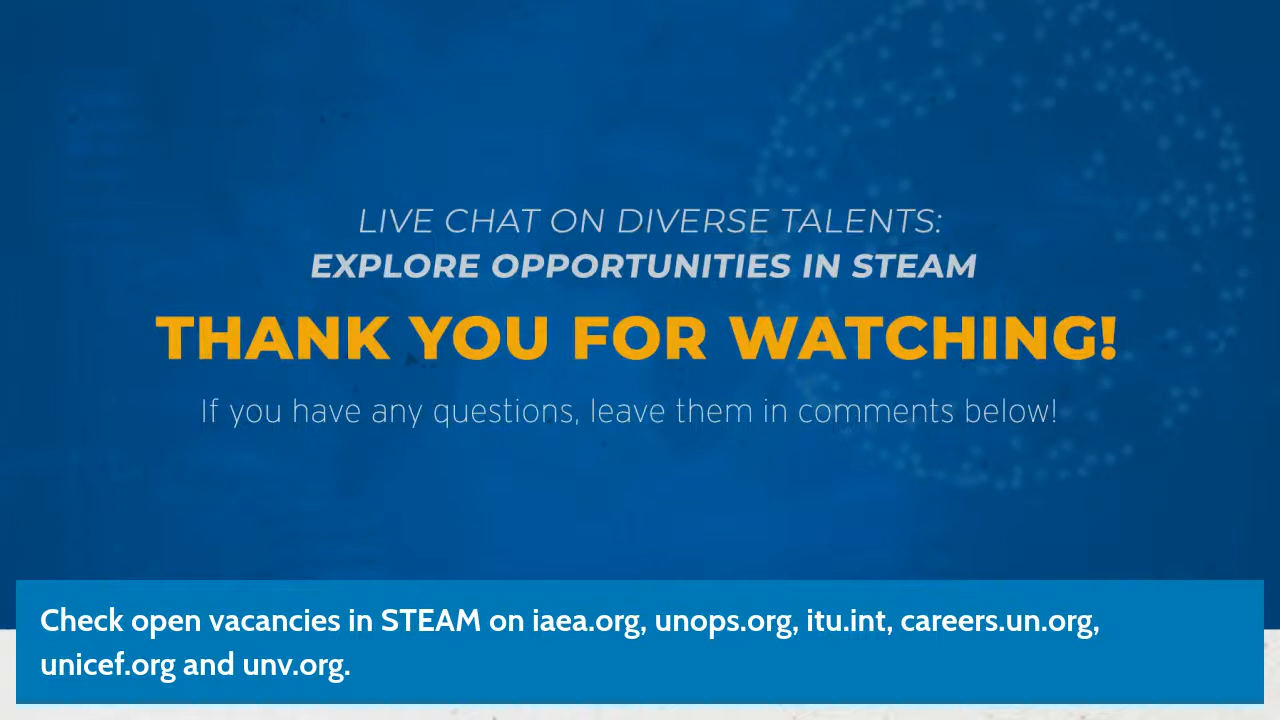 LIVE CHAT ON DIVERSE TALENTS:
EXPLORE OPPORTUNITIES IN STEAM
THANK YOU FOR WATCHING!
If you have any questions, leave them in comments below!
Check open vacancies in STEAM on iaea.org, unops.org, itu.int, careers.un.org,
unicef.org and unv.org.